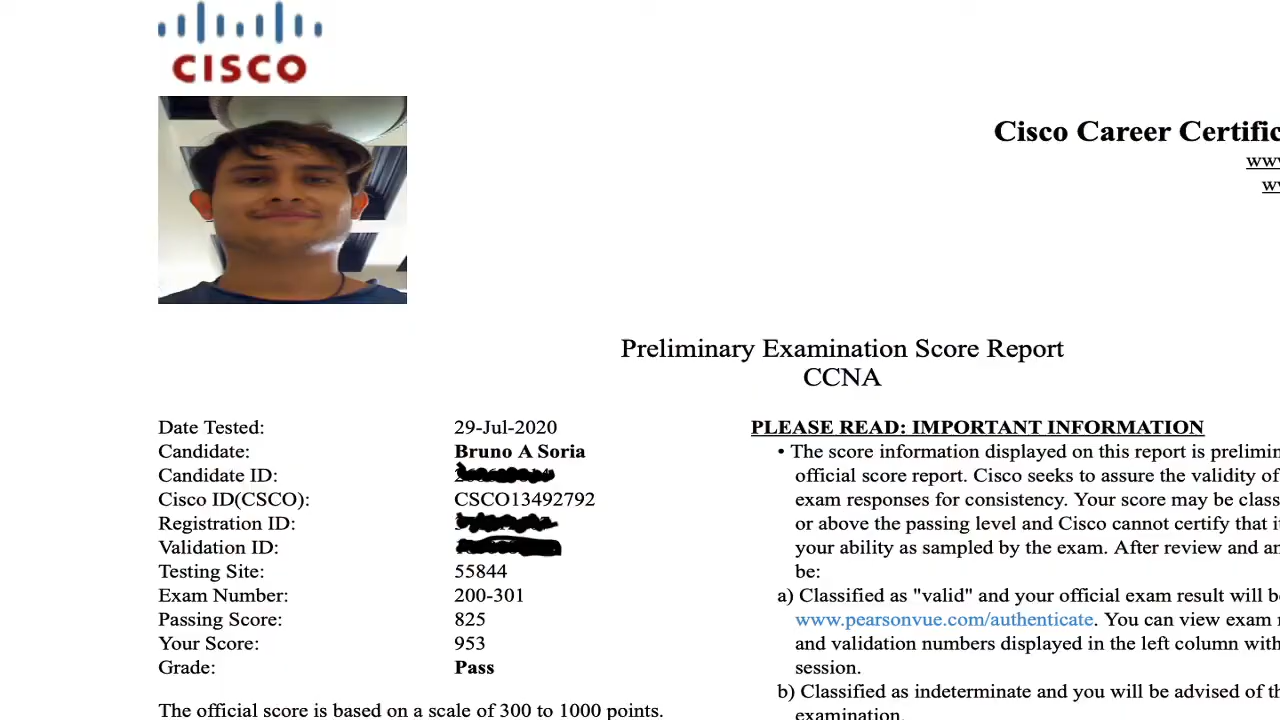 CISCO
Cisco Career Certific
www
w
Preliminary Examination Score Report
CCNA
Date Tested: 29-Jul-2020
Candidate: Bruno A Soria
Candidate ID:
Cisco ID(CSCO): CSCO13492792
Registration ID:
Validation ID:
Testing Site: 55844
Exam Number: 200-301
Passing Score: 825
Your Score: 953
Grade: Pass
The official score is based on a scale of 300 to 1000 points.
PLEASE READ: IMPORTANT INFORMATION
• The score information displayed on this report is prelimin
official score report. Cisco seeks to assure the validity of
exam responses for consistency. Your score may be class
or above the passing level and Cisco cannot certify that i
your ability as sampled by the exam. After review and an
be:
a) Classified as "valid" and your official exam result will be
www.pearsonvue.com/authenticate. You can view exam r
and validation numbers displayed in the left column with
session.
b) Classified as indeterminate and you will be advised of th
examination.